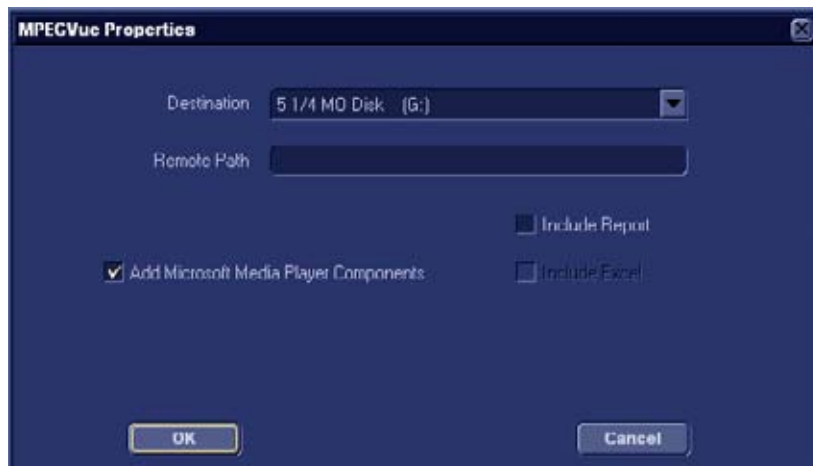 MPEGVue Properties
Destination 5 1/4 MO Disk (G:)
Remote Path
Include Report
Add Microsoft Media Player Components Include Excel
OK Cancel